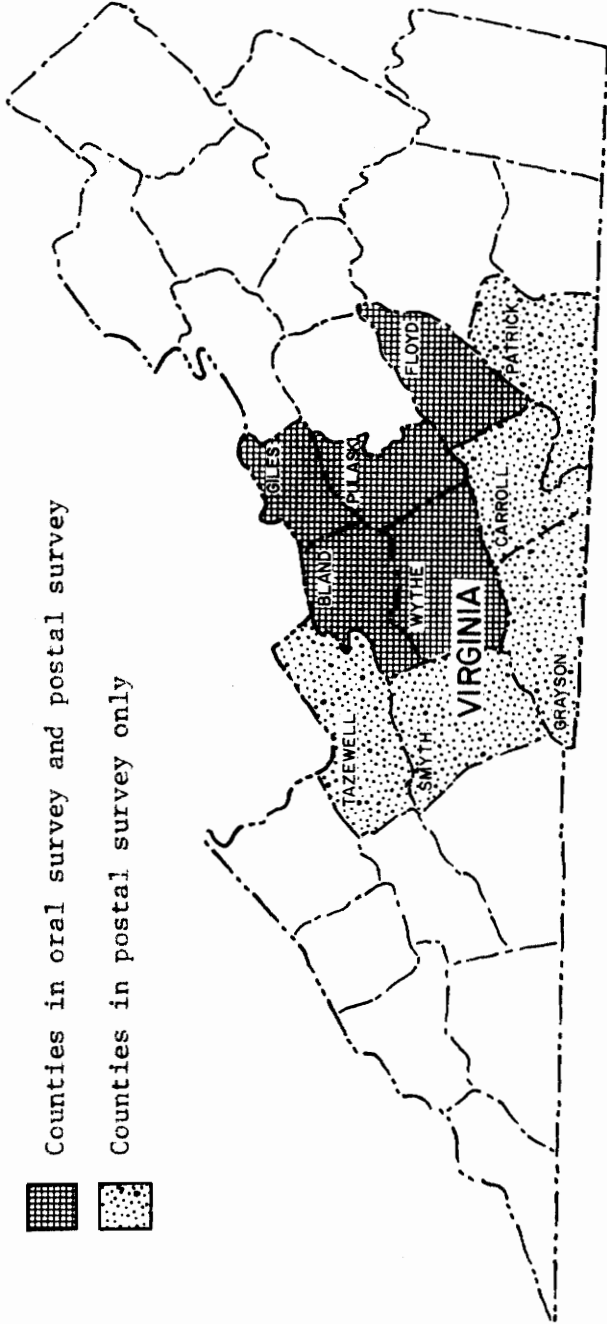 Counties in oral survey and postal survey
Counties in postal survey only
GILES
FLOYD
PULASKI
BLAND
PATRICK
WYTHE
CARROLL
TAZEWELL
VIRGINIA
SMYTH
GRAYSON